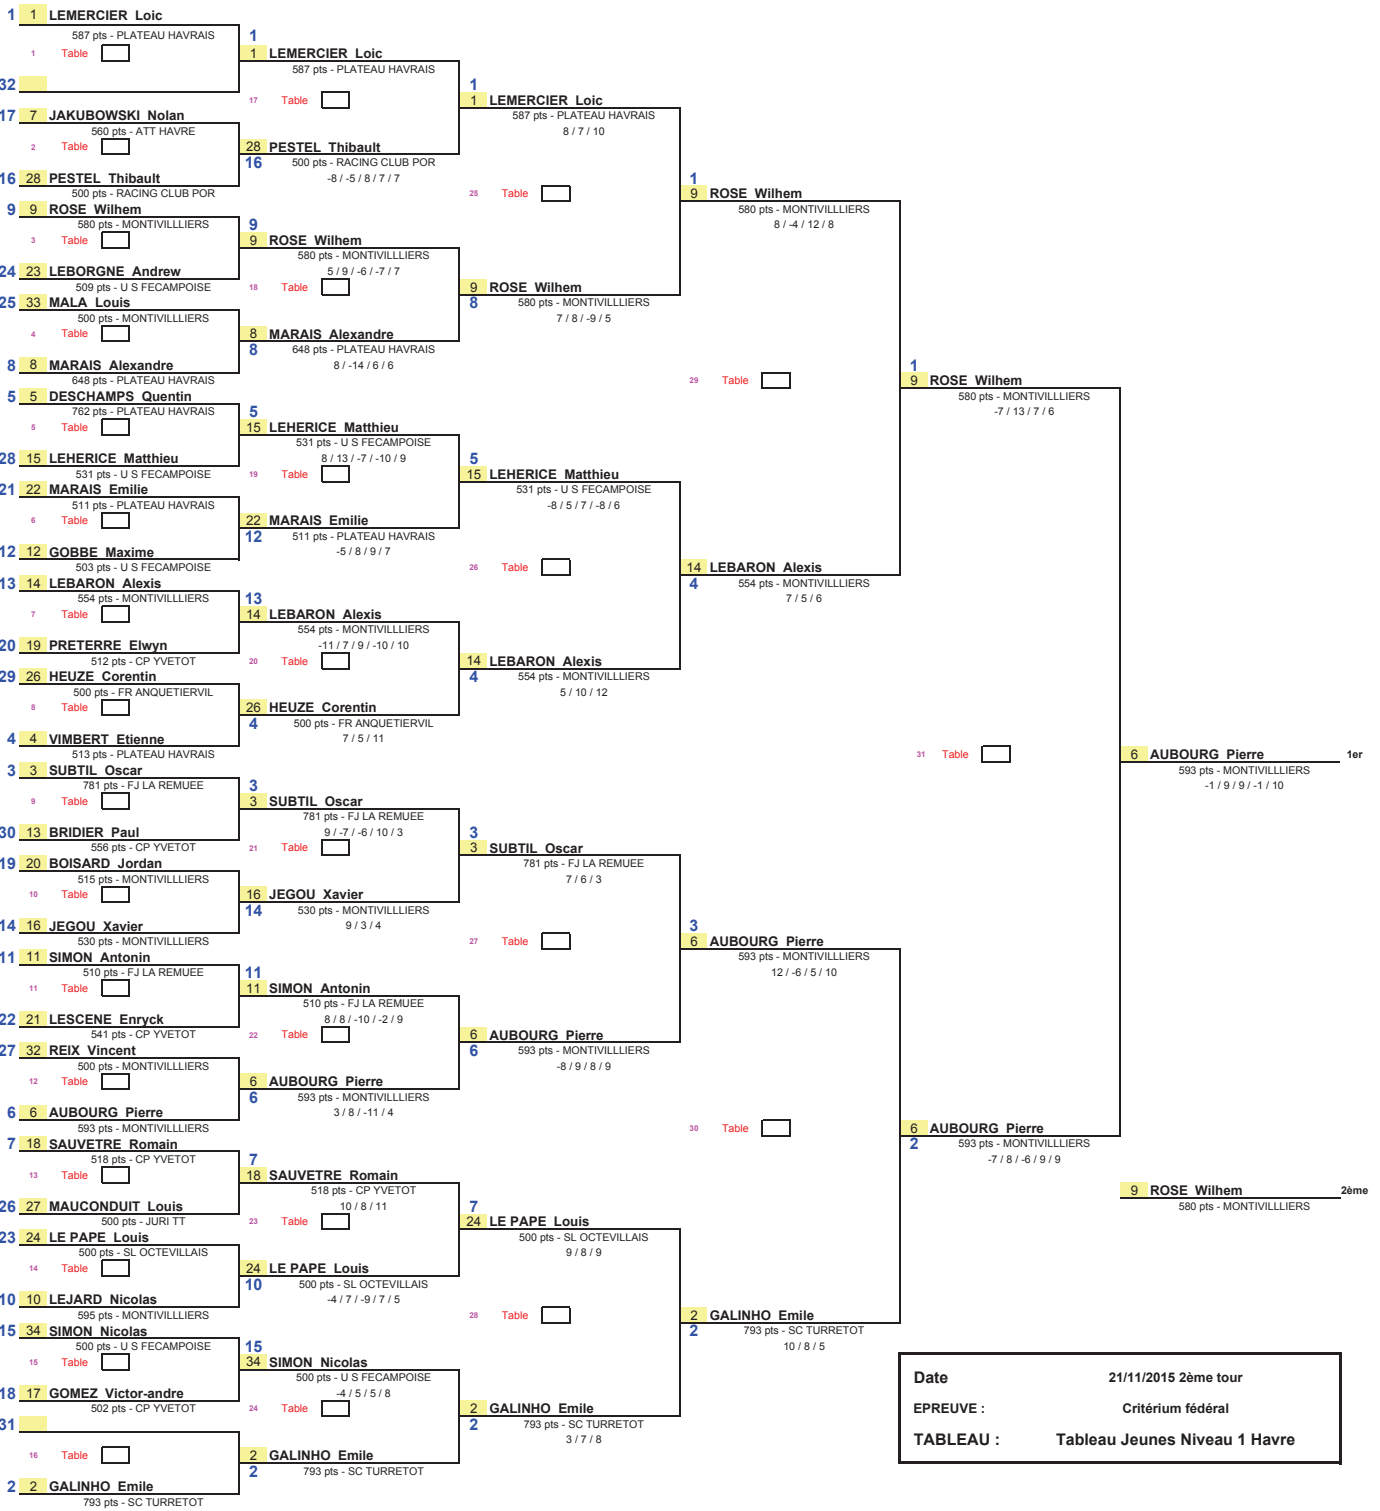 1 1 LEMERCIER Loic
587 pts - PLATEAU HAVRAIS
1 Table
32
17 7 JAKUBOWSKI Nolan
560 pts - ATT HAVRE
2 Table
16 28 PESTEL Thibault
500 pts - RACING CLUB POR
9 9 ROSE Wilhem
580 pts - MONTIVILLLIERS
3 Table
24 23 LEBORGNE Andrew
509 pts - U S FECAMPOISE
25 33 MALA Louis
500 pts - MONTIVILLLIERS
4 Table
8 8 MARAIS Alexandre
648 pts - PLATEAU HAVRAIS
5 5 DESCHAMPS Quentin
762 pts - PLATEAU HAVRAIS
5 Table
28 15 LEHERICE Matthieu
531 pts - U S FECAMPOISE
21 22 MARAIS Emilie
511 pts - PLATEAU HAVRAIS
6 Table
12 12 GOBBE Maxime
503 pts - U S FECAMPOISE
13 14 LEBARON Alexis
554 pts - MONTIVILLLIERS
7 Table
20 19 PRETERRE Elwyn
512 pts - CP YVETOT
29 26 HEUZE Corentin
500 pts - FR ANQUETIERVIL
8 Table
4 4 VIMBERT Etienne
513 pts - PLATEAU HAVRAIS
3 3 SUBTIL Oscar
781 pts - FJ LA REMUEE
9 Table
30 13 BRIDIER Paul
556 pts - CP YVETOT
19 20 BOISARD Jordan
515 pts - MONTIVILLLIERS
10 Table
14 16 JEGOU Xavier
530 pts - MONTIVILLLIERS
11 11 SIMON Antonin
510 pts - FJ LA REMUEE
11 Table
22 21 LESCENE Enryck
541 pts - CP YVETOT
27 32 REIX Vincent
500 pts - MONTIVILLLIERS
12 Table
6 6 AUBOURG Pierre
593 pts - MONTIVILLLIERS
7 18 SAUVETRE Romain
518 pts - CP YVETOT
13 Table
26 27 MAUCONDUIT Louis
500 pts - JURI TT
23 24 LE PAPE Louis
500 pts - SL OCTEVILLAIS
14 Table
10 10 LEJARD Nicolas
595 pts - MONTIVILLLIERS
15 34 SIMON Nicolas
500 pts - U S FECAMPOISE
15 Table
18 17 GOMEZ Victor-andre
502 pts - CP YVETOT
31
16 Table
2 2 GALINHO Emile
793 pts - SC TURRETOT
1
1 LEMERCIER Loic
587 pts - PLATEAU HAVRAIS
17 Table
28 PESTEL Thibault
16 500 pts - RACING CLUB POR
-8 / -5 / 8 / 7 / 7
9
9 ROSE Wilhem
580 pts - MONTIVILLLIERS
5 / 9 / -6 / -7 / 7
18 Table
8 MARAIS Alexandre
8 648 pts - PLATEAU HAVRAIS
8 / -14 / 6 / 6
5
15 LEHERICE Matthieu
531 pts - U S FECAMPOISE
8 / 13 / -7 / -10 / 9
19 Table
22 MARAIS Emilie
12 511 pts - PLATEAU HAVRAIS
-5 / 8 / 9 / 7
13
14 LEBARON Alexis
554 pts - MONTIVILLLIERS
-11 / 7 / 9 / -10 / 10
20 Table
26 HEUZE Corentin
4 500 pts - FR ANQUETIERVIL
7 / 5 / 11
3
3 SUBTIL Oscar
781 pts - FJ LA REMUEE
9 / -7 / -6 / 10 / 3
21 Table
16 JEGOU Xavier
14 530 pts - MONTIVILLLIERS
9 / 3 / 4
11
11 SIMON Antonin
510 pts - FJ LA REMUEE
8 / 8 / -10 / -2 / 9
22 Table
6 AUBOURG Pierre
6 593 pts - MONTIVILLLIERS
3 / 8 / -11 / 4
7
18 SAUVETRE Romain
518 pts - CP YVETOT
10 / 8 / 11
23 Table
24 LE PAPE Louis
10 500 pts - SL OCTEVILLAIS
-4 / 7 / -9 / 7 / 5
15
34 SIMON Nicolas
500 pts - U S FECAMPOISE
-4 / 5 / 5 / 8
24 Table
2 GALINHO Emile
2 793 pts - SC TURRETOT
1
1 LEMERCIER Loic
587 pts - PLATEAU HAVRAIS
8 / 7 / 10
25 Table
9 ROSE Wilhem
8 580 pts - MONTIVILLLIERS
7 / 8 / -9 / 5
5
15 LEHERICE Matthieu
531 pts - U S FECAMPOISE
-8 / 5 / 7 / -8 / 6
26 Table
14 LEBARON Alexis
4 554 pts - MONTIVILLLIERS
5 / 10 / 12
3
3 SUBTIL Oscar
781 pts - FJ LA REMUEE
7 / 6 / 3
27 Table
6 AUBOURG Pierre
6 593 pts - MONTIVILLLIERS
-8 / 9 / 8 / 9
7
24 LE PAPE Louis
500 pts - SL OCTEVILLAIS
9 / 8 / 9
28 Table
2 GALINHO Emile
2 793 pts - SC TURRETOT
3 / 7 / 8
1
9 ROSE Wilhem
580 pts - MONTIVILLLIERS
8 / -4 / 12 / 8
29 Table
14 LEBARON Alexis
4 554 pts - MONTIVILLLIERS
7 / 5 / 6
3
6 AUBOURG Pierre
593 pts - MONTIVILLLIERS
12 / -6 / 5 / 10
30 Table
2 GALINHO Emile
2 793 pts - SC TURRETOT
10 / 8 / 5
1
9 ROSE Wilhem
580 pts - MONTIVILLLIERS
-7 / 13 / 7 / 6
31 Table
6 AUBOURG Pierre
2 593 pts - MONTIVILLLIERS
-7 / 8 / -6 / 9 / 9
6 AUBOURG Pierre 1er
593 pts - MONTIVILLLIERS
-1 / 9 / 9 / -1 / 10
9 ROSE Wilhem 2ème
580 pts - MONTIVILLLIERS
Date 21/11/2015 2ème tour
EPREUVE : Critérium fédéral
TABLEAU : Tableau Jeunes Niveau 1 Havre